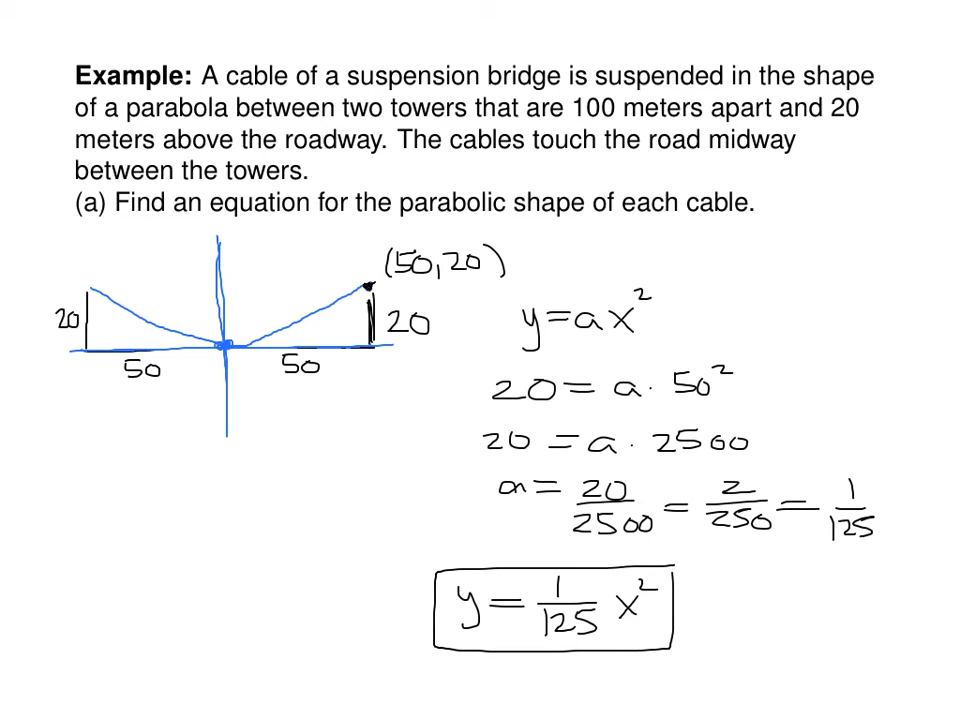 Example: A cable of a suspension bridge is suspended in the shape
of a parabola between two towers that are 100 meters apart and 20
meters above the roadway. The cables touch the road midway
between the towers.
(a) Find an equation for the parabolic shape of each cable.
(50,20)
20
20
50
50
y=ax²
20 = a · 50²
20 = a · 2500
a = 20/2500 = 2/250 = 1/125
y = 1/125 x²